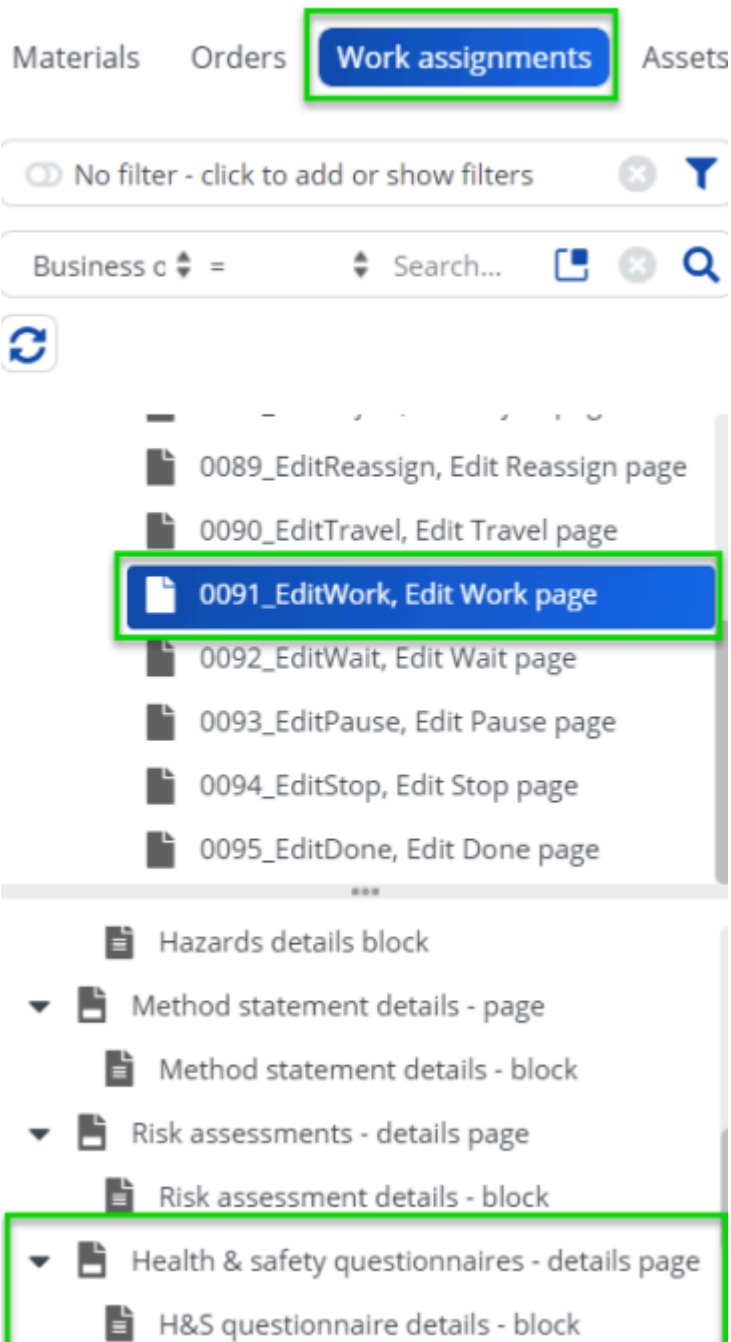 Materials Orders Work assignments Assets
No filter - click to add or show filters
Business = Search...
0089_EditReassign, Edit Reassign page
0090_EditTravel, Edit Travel page
0091_EditWork, Edit Work page
0092_EditWait, Edit Wait page
0093_EditPause, Edit Pause page
0094_EditStop, Edit Stop page
0095_EditDone, Edit Done page
Hazards details block
Method statement details - page
Method statement details - block
Risk assessments - details page
Risk assessment details - block
Health & safety questionnaires - details page
H&S questionnaire details - block